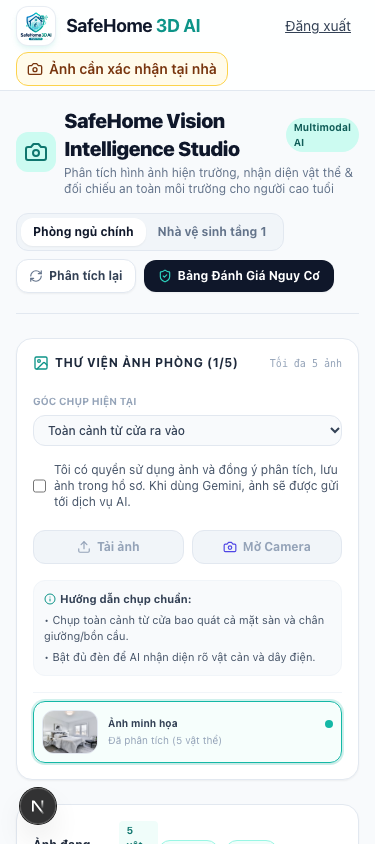 SafeHome 3D AI
SafeHome 3D AI
Đăng xuất
Ảnh cần xác nhận tại nhà
SafeHome Vision
Intelligence Studio
Multimodal
AI
Phân tích hình ảnh hiện trường, nhận diện vật thể &
đối chiếu an toàn môi trường cho người cao tuổi
Phòng ngủ chính
Nhà vệ sinh tầng 1
Phân tích lại
Bảng Đánh Giá Nguy Cơ
THƯ VIỆN ẢNH PHÒNG (1/5)
Tối đa 5 ảnh
GÓC CHỤP HIỆN TẠI
Toàn cảnh từ cửa ra vào
Tôi có quyền sử dụng ảnh và đồng ý phân tích, lưu
ảnh trong hồ sơ. Khi dùng Gemini, ảnh sẽ được gửi
tới dịch vụ AI.
Tải ảnh
Mở Camera
Hướng dẫn chụp chuẩn:
• Chụp toàn cảnh từ cửa bao quát cả mặt sàn và chân
giường/bồn cầu.
• Bật đủ đèn để AI nhận diện rõ vật cản và dây điện.
Ảnh minh họa
Đã phân tích (5 vật thể)
N
5